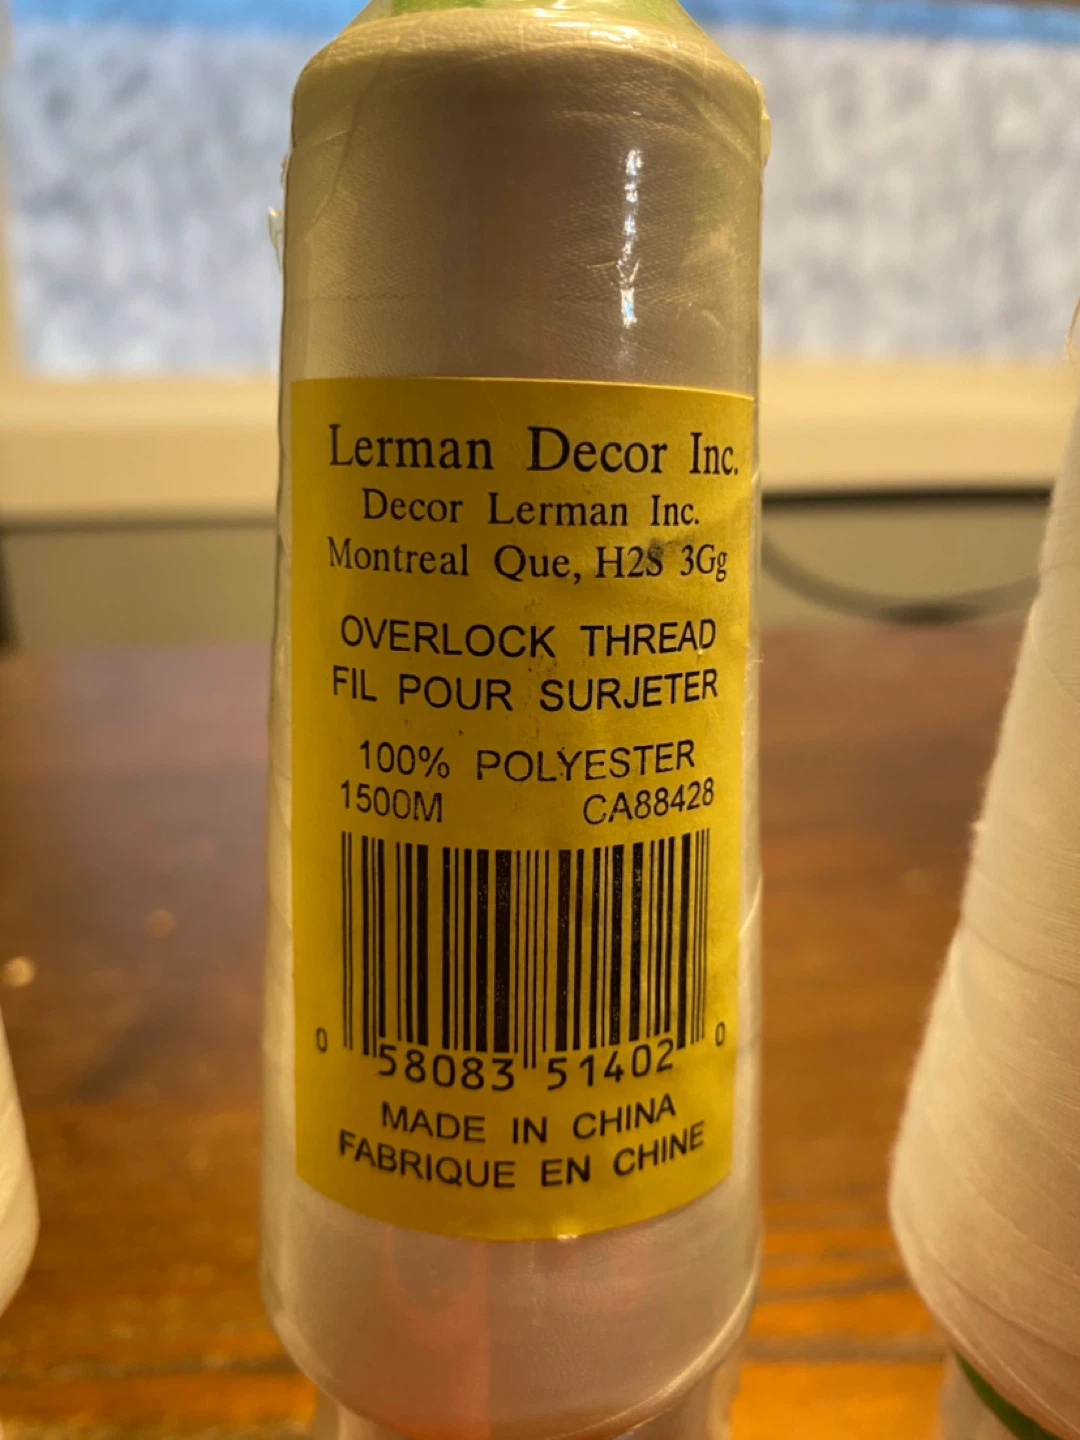 Lerman Decor Inc.
Decor Lerman Inc.
Montreal Que, H2S 3Gg
OVERLOCK THREAD
FIL POUR SURJETER
100% POLYESTER
1500M CA88428
0 58083 51402 0
MADE IN CHINA
FABRIQUE EN CHINE